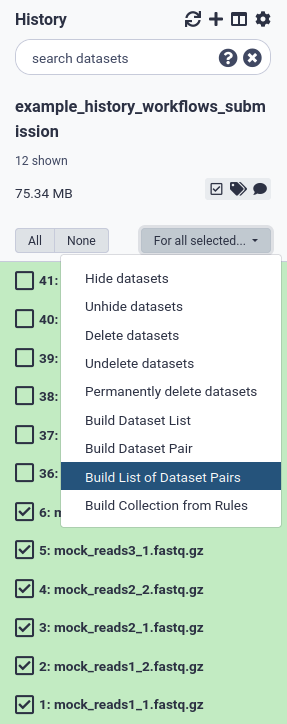 History
search datasets
example_history_workflows_subm
ission
12 shown
75.34 MB
All None For all selected...
Hide datasets
41:
Unhide datasets
40:
Delete datasets
39:
Undelete datasets
38:
Permanently delete datasets
37:
Build Dataset List
Build Dataset Pair
36:
Build List of Dataset Pairs
Build Collection from Rules
6: m
5: mock_reads3_1.fastq.gz
4: mock_reads2_2.fastq.gz
3: mock_reads2_1.fastq.gz
2: mock_reads1_2.fastq.gz
1: mock_reads1_1.fastq.gz